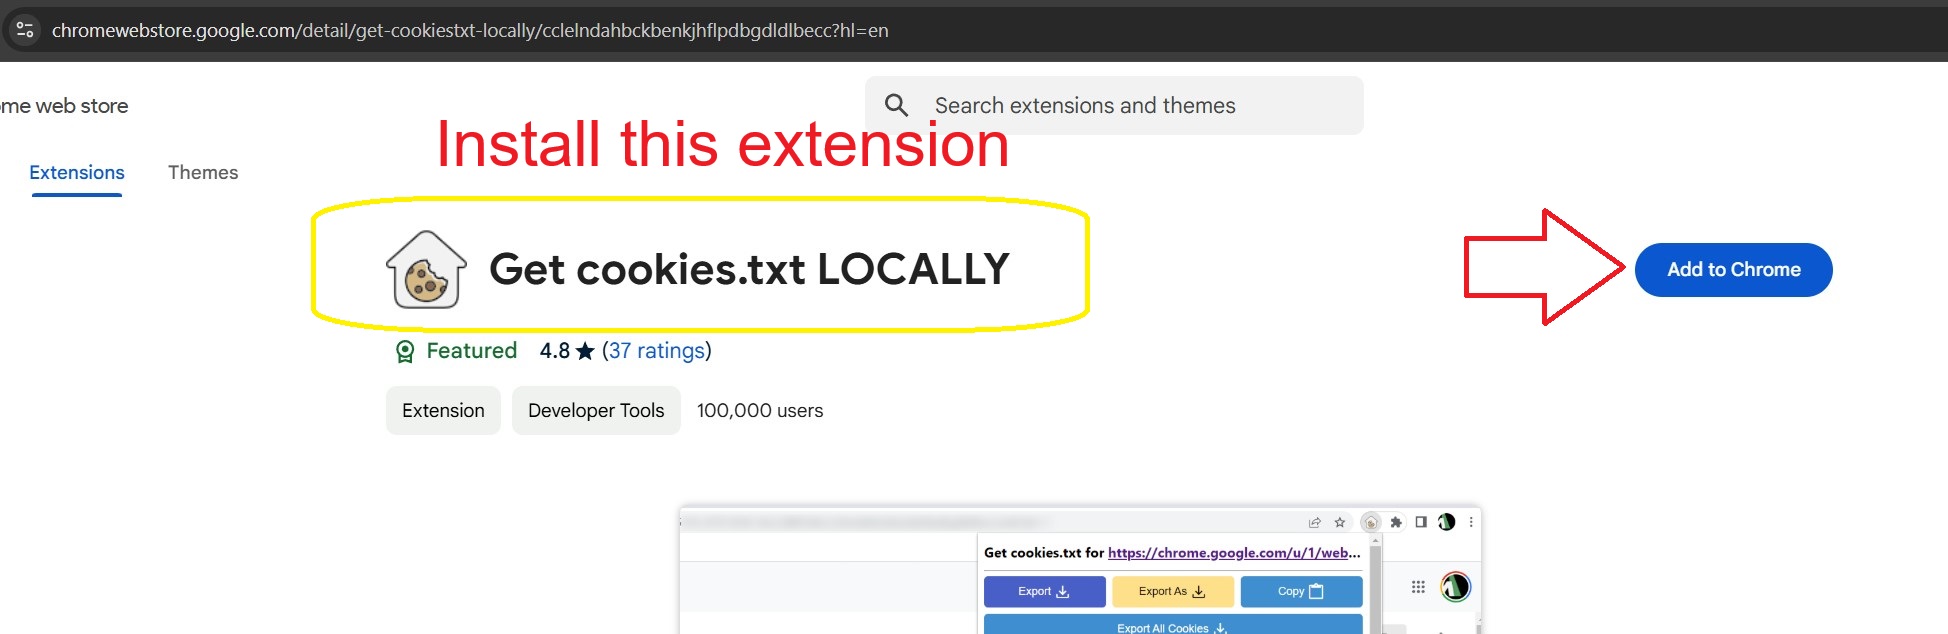 chromewebstore.google.com/detail/get-cookiestxt-locally/cclelndahbckbenkjhflpdbgdldlbecc?hl=en
ome web store
Search extensions and themes
Install this extension
Extensions Themes
Get cookies.txt LOCALLY
Add to Chrome
Featured 4.8 ★ (37 ratings)
Extension Developer Tools 100,000 users
Get cookies.txt for https://chrome.google.com/u/1/web...
Export Export As Copy
Export All Cookies